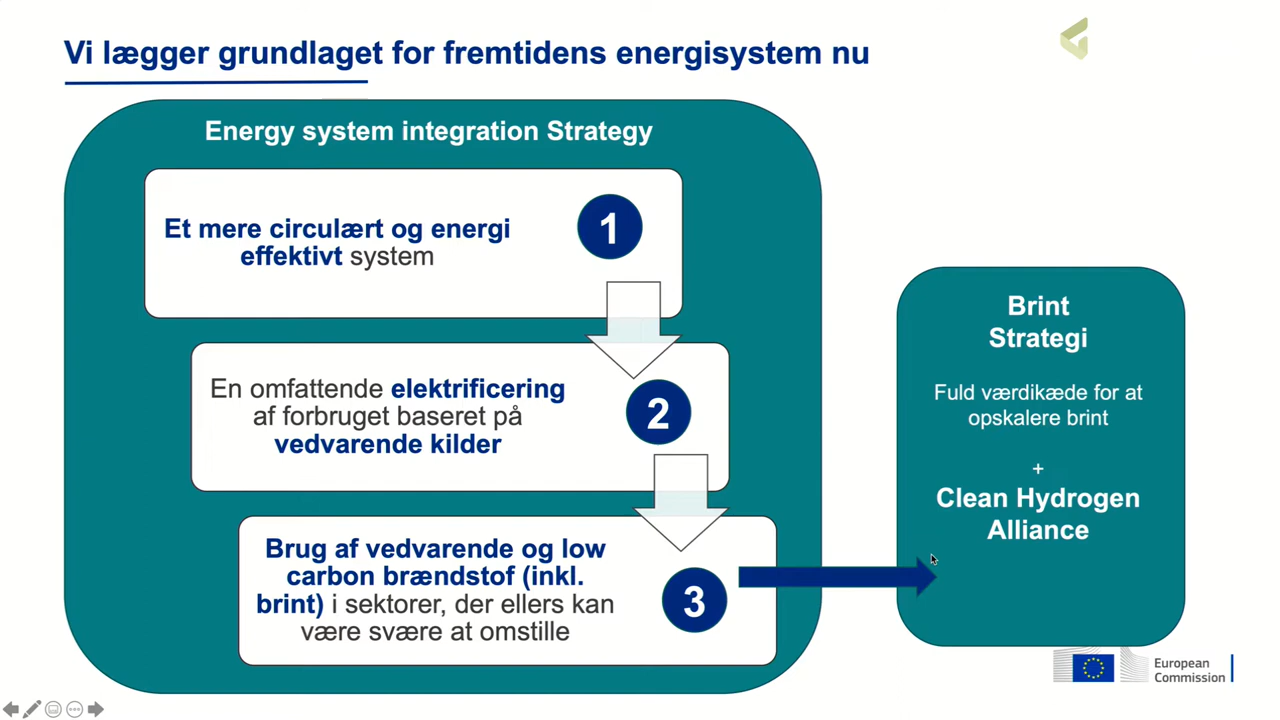 Vi lægger grundlaget for fremtidens energisystem nu
Energy system integration Strategy
Et mere circulært og energi
effektivt system
1
En omfattende elektrificering
af forbruget baseret på
vedvarende kilder
2
Brug af vedvarende og low
carbon brændstof (inkl.
brint) i sektorer, der ellers kan
være svære at omstille
3
Brint
Strategi
Fuld værdikæde for at
opskalere brint
+
Clean Hydrogen
Alliance
European
Commission